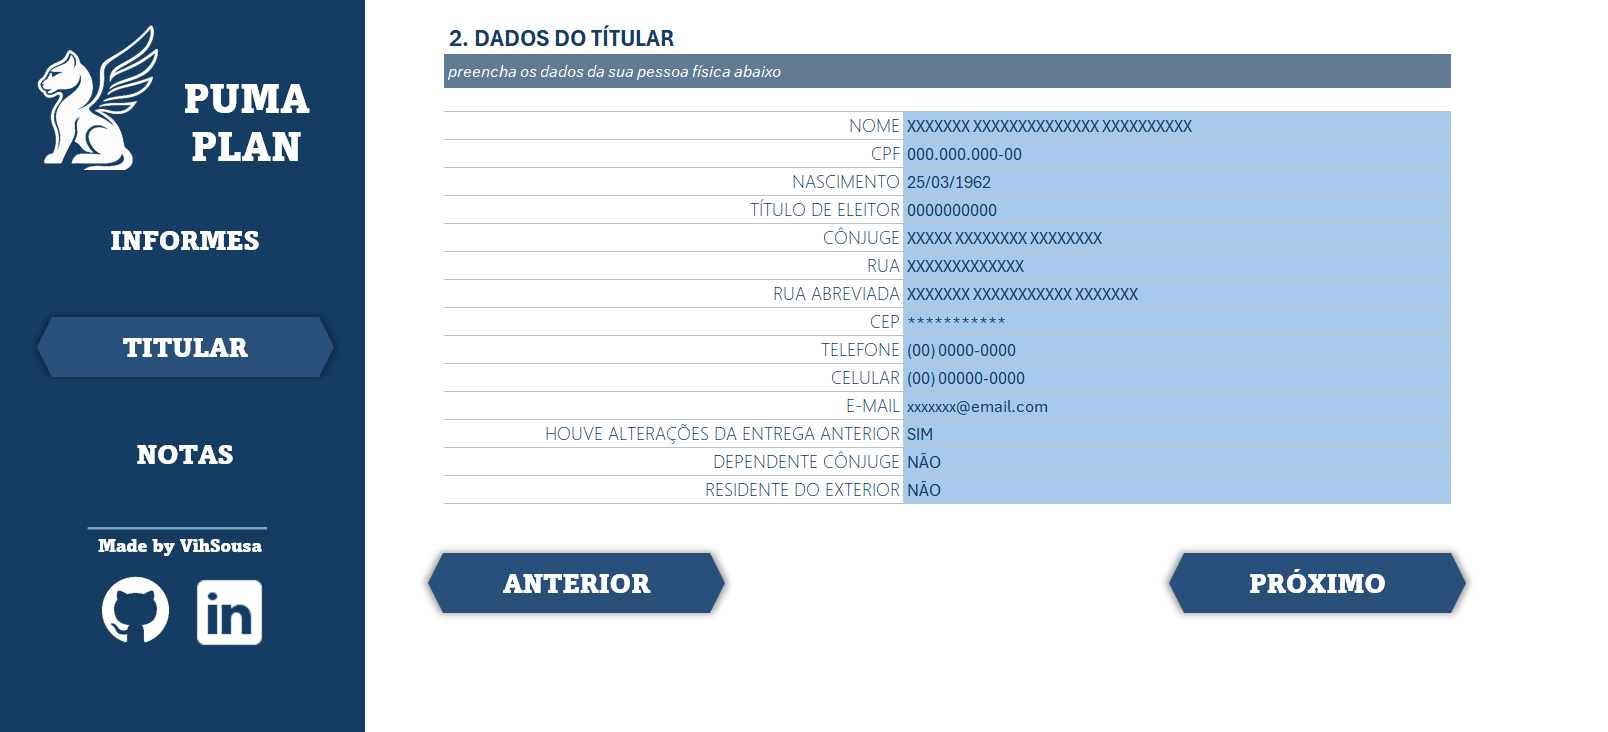 PUMA
PLAN
INFORMES
TITULAR
NOTAS
Made by VihSousa
in
2. DADOS DO TÍTULAR
preencha os dados da sua pessoa física abaixo
NOME XXXXXXX XXXXXXXXXXXXXX XXXXXXXXXX
CPF 000.000.000-00
NASCIMENTO 25/03/1962
TÍTULO DE ELEITOR 0000000000
CÔNJUGE XXXXX XXXXXXXX XXXXXXXX
RUA XXXXXXXXXXXXX
RUA ABREVIADA XXXXXXX XXXXXXXXXXX XXXXXXX
CEP ***********
TELEFONE (00) 0000-0000
CELULAR (00) 00000-0000
E-MAIL xxxxxxx@email.com
HOUVE ALTERAÇÕES DA ENTREGA ANTERIOR SIM
DEPENDENTE CÔNJUGE NÃO
RESIDENTE DO EXTERIOR NÃO
ANTERIOR
PRÓXIMO